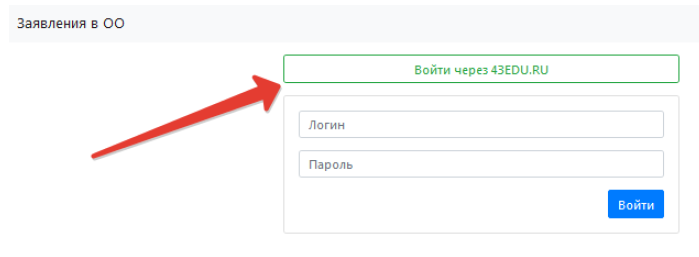 Заявления в ОО
Войти через 43EDU.RU
Логин
Пароль
Войти